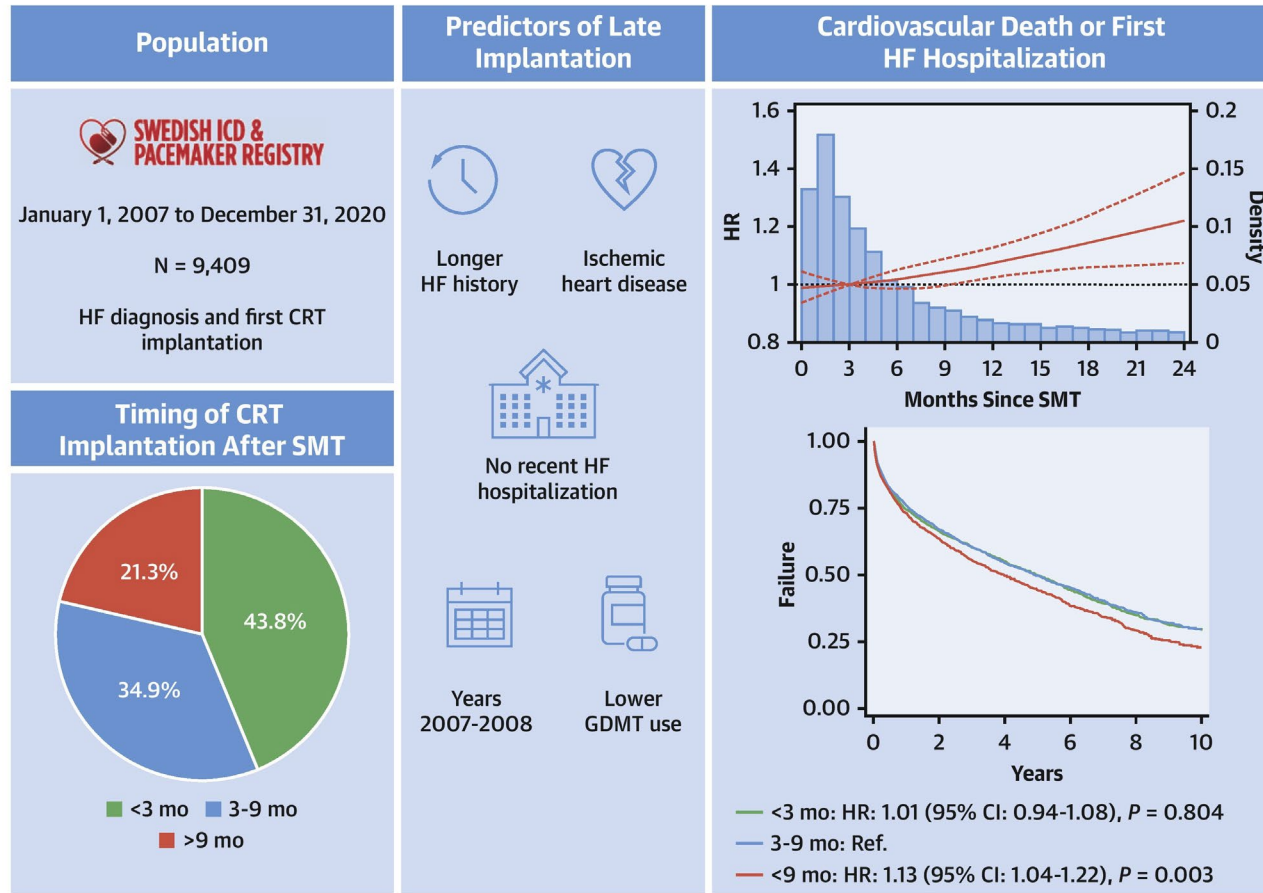 Population
SWEDISH ICD &
PACEMAKER REGISTRY
January 1, 2007 to December 31, 2020
N = 9,409
HF diagnosis and first CRT
implantation
Timing of CRT
Implantation After SMT
21.3%
43.8%
34.9%
<3 mo
3-9 mo
>9 mo
Predictors of Late
Implantation
Longer
HF history
Ischemic
heart disease
No recent HF
hospitalization
Years
2007-2008
Lower
GDMT use
Cardiovascular Death or First
HF Hospitalization
1.6
1.4
1.2
1
0.8
HR
0.2
0.15
0.1
0.05
0
Density
0 3 6 9 12 15 18 21 24
Months Since SMT
1.00
0.75
0.50
0.25
0.00
Failure
0 2 4 6 8 10
Years
<3 mo: HR: 1.01 (95% CI: 0.94-1.08), P = 0.804
3-9 mo: Ref.
<9 mo: HR: 1.13 (95% CI: 1.04-1.22), P = 0.003